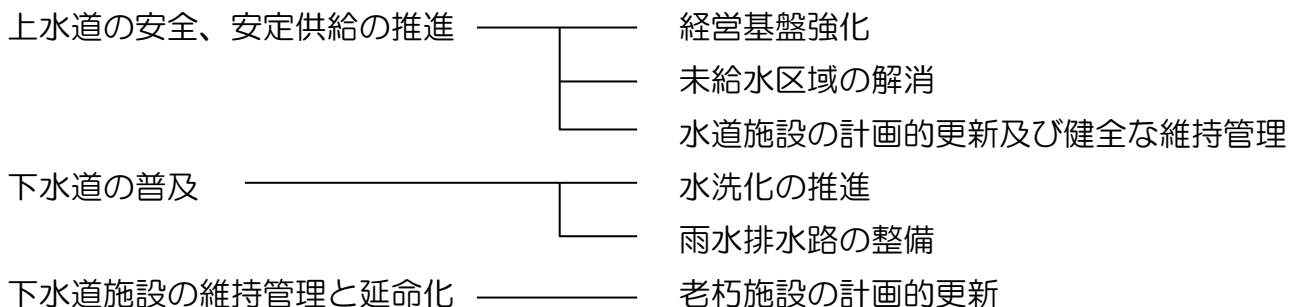 上水道の安全、安定供給の推進 経営基盤強化
未給水区域の解消
水道施設の計画的更新及び健全な維持管理
下水道の普及 水洗化の推進
雨水排水路の整備
下水道施設の維持管理と延命化 老朽施設の計画的更新